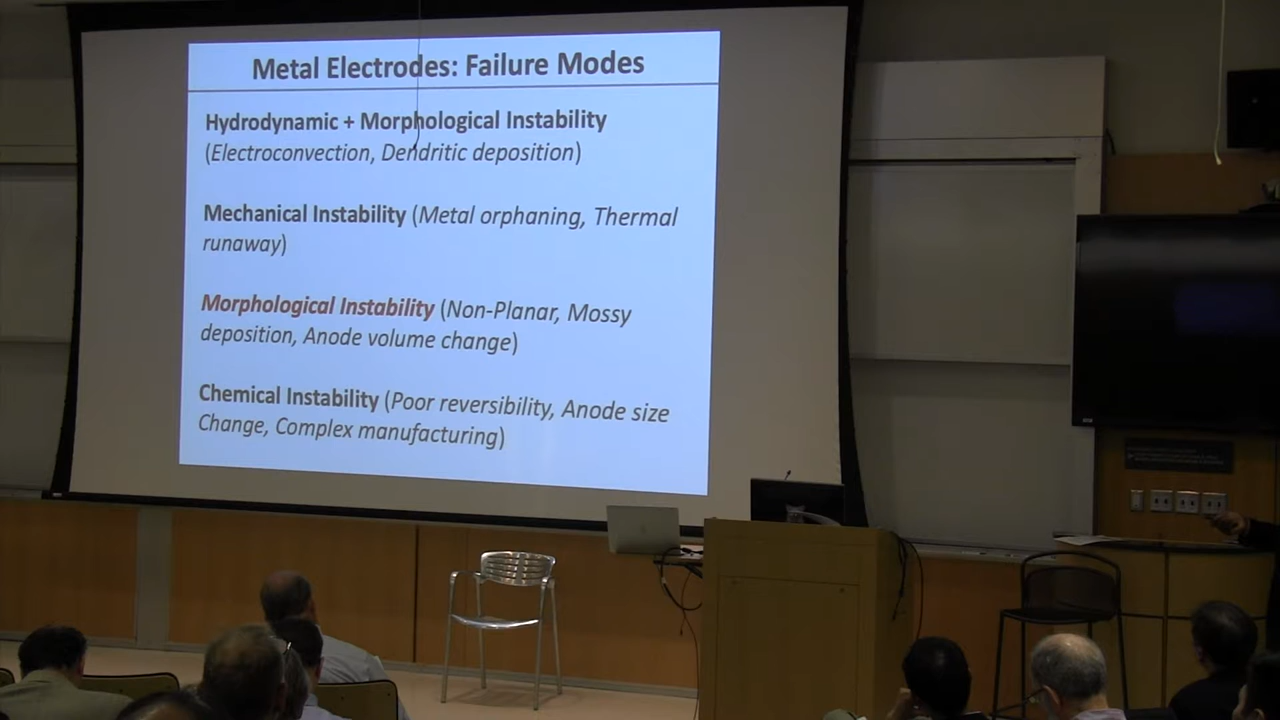 Metal Electrodes: Failure Modes
Hydrodynamic + Morphological Instability
(Electroconvection, Dendritic deposition)
Mechanical Instability (Metal orphaning, Thermal
runaway)
Morphological Instability (Non-Planar, Mossy
deposition, Anode volume change)
Chemical Instability (Poor reversibility, Anode size
Change, Complex manufacturing)